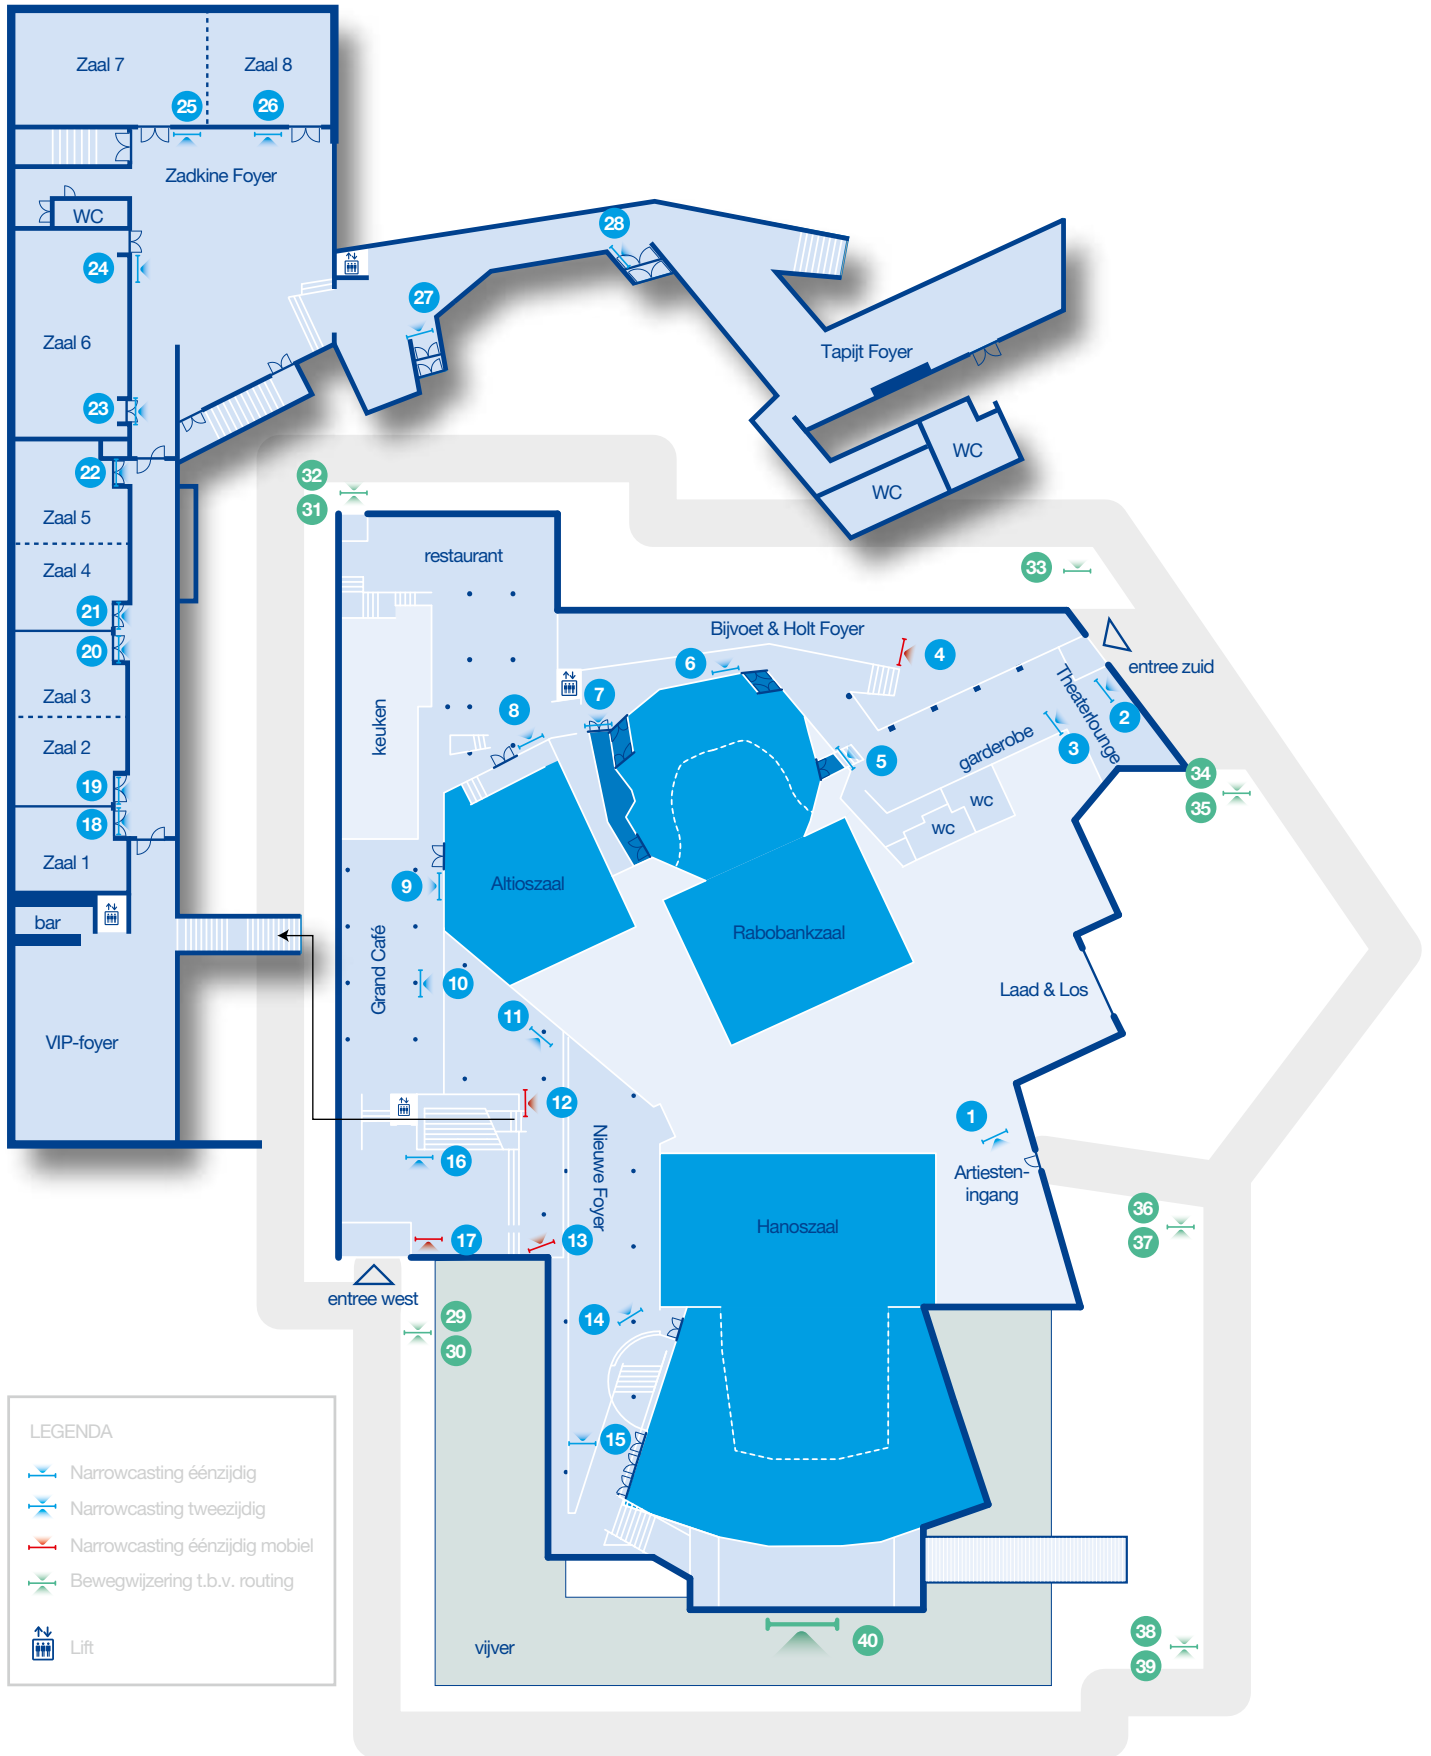 Zaal 7
Zaal 8
25
26
Zadkine Foyer
WC
24
28
27
Zaal 6
Tapijt Foyer
23
22
WC
WC
32
31
Zaal 5
restaurant
Zaal 4
33
21
20
Bijvoet & Holt Foyer
4
entree zuid
6
Theaterlounge
7
Zaal 3
keuken
8
2
Zaal 2
garderobe
3
5
34
35
19
18
wc
wc
Zaal 1
9
Altioszaal
bar
Rabobankzaal
Grand Café
10
Laad & Los
11
VIP-foyer
12
1
Nieuwe Foyer
16
Artiesten-
ingang
36
37
Hanoszaal
17
13
entree west
29
30
14
15
LEGENDA
Narrowcasting éénzijdig
Narrowcasting tweezijdig
Narrowcasting éénzijdig mobiel
Bewegwijzering t.b.v. routing
Lift
vijver
40
38
39